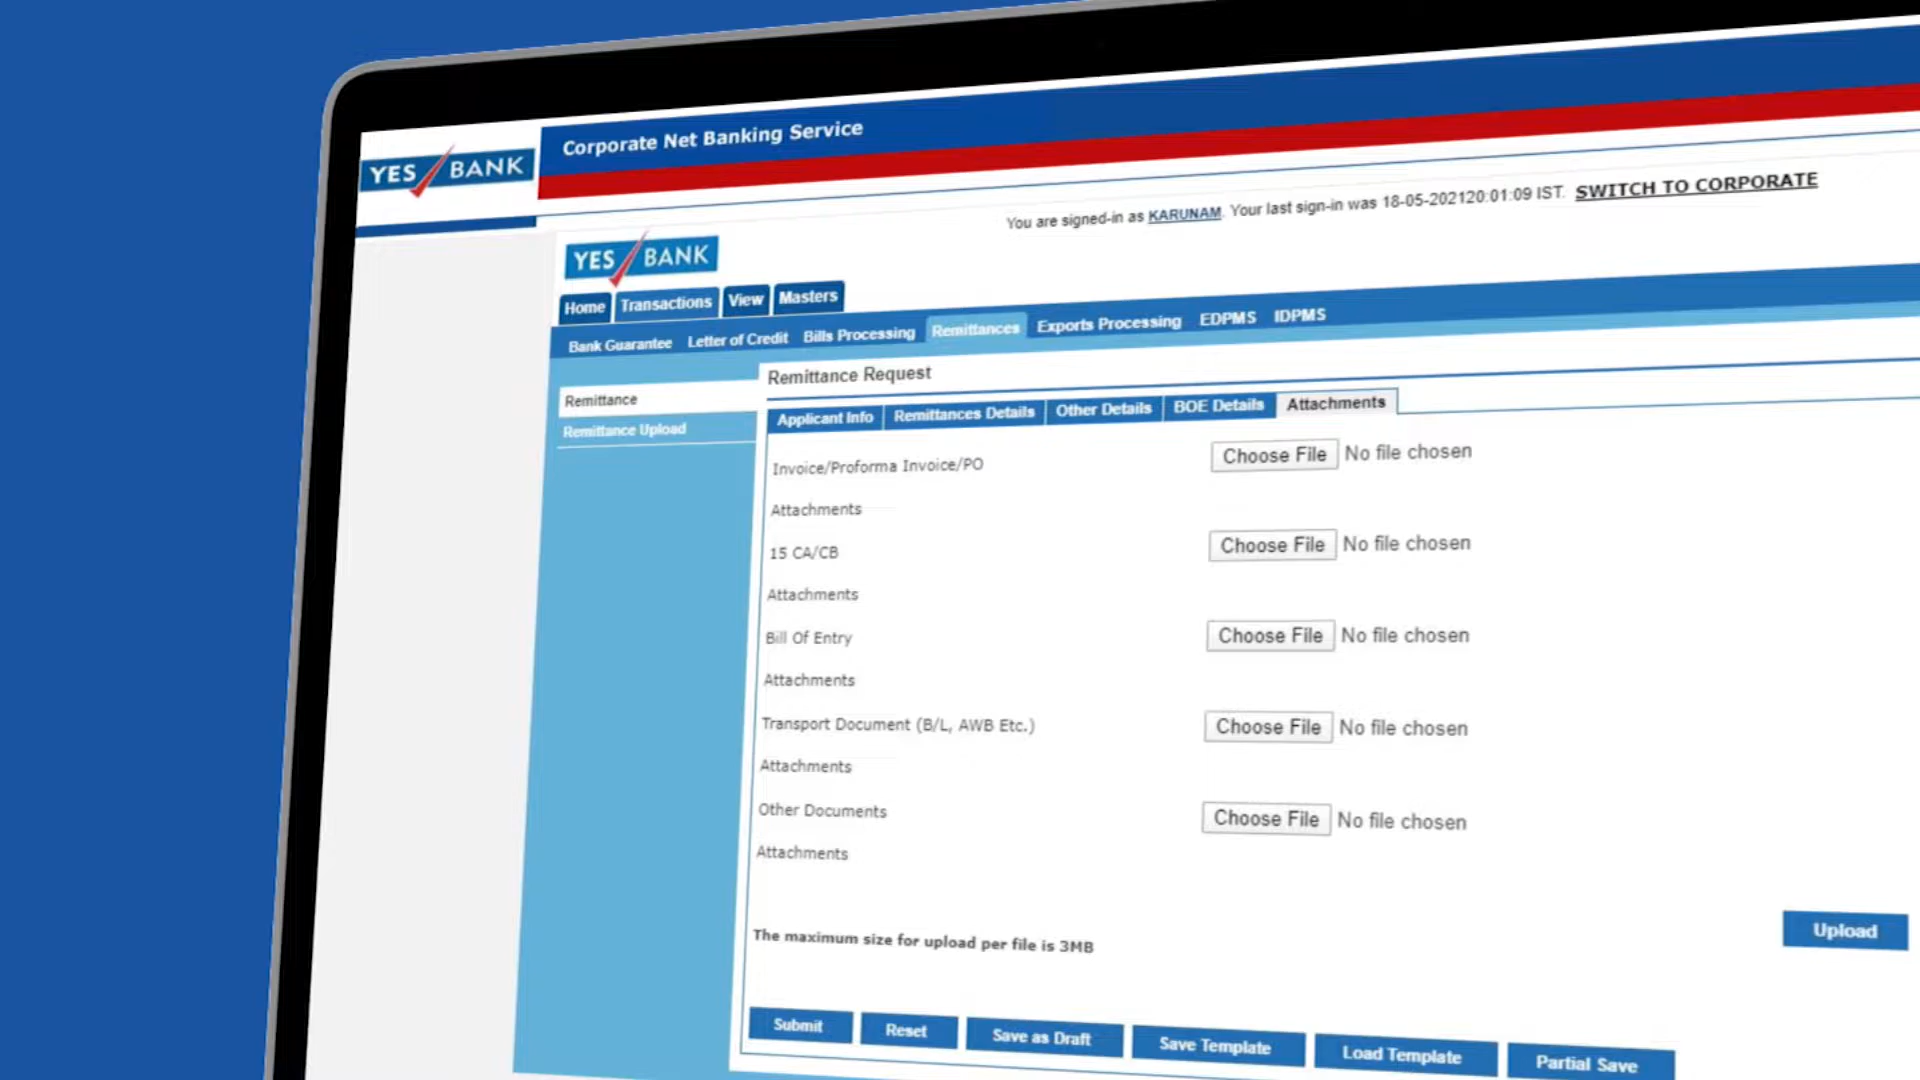 YES BANK
Corporate Net Banking Service
You are signed-in as KARUNAM. Your last sign-in was 18-05-202120:01:09 IST. SWITCH TO CORPORATE
YES BANK
Home Transactions View Masters
Bank Guarantee Letter of Credit Bills Processing Remittances Exports Processing EDPMS IDPMS
Remittance
Remittance Upload
Remittance Request
Applicant Info Remittances Details Other Details BOE Details Attachments
Invoice/Proforma Invoice/PO Choose File No file chosen
Attachments
15 CA/CB Choose File No file chosen
Attachments
Bill Of Entry Choose File No file chosen
Attachments
Transport Document (B/L, AWB Etc.) Choose File No file chosen
Attachments
Other Documents Choose File No file chosen
Attachments
Upload
The maximum size for upload per file is 3MB
Submit Reset Save as Draft Save Template Load Template Partial Save